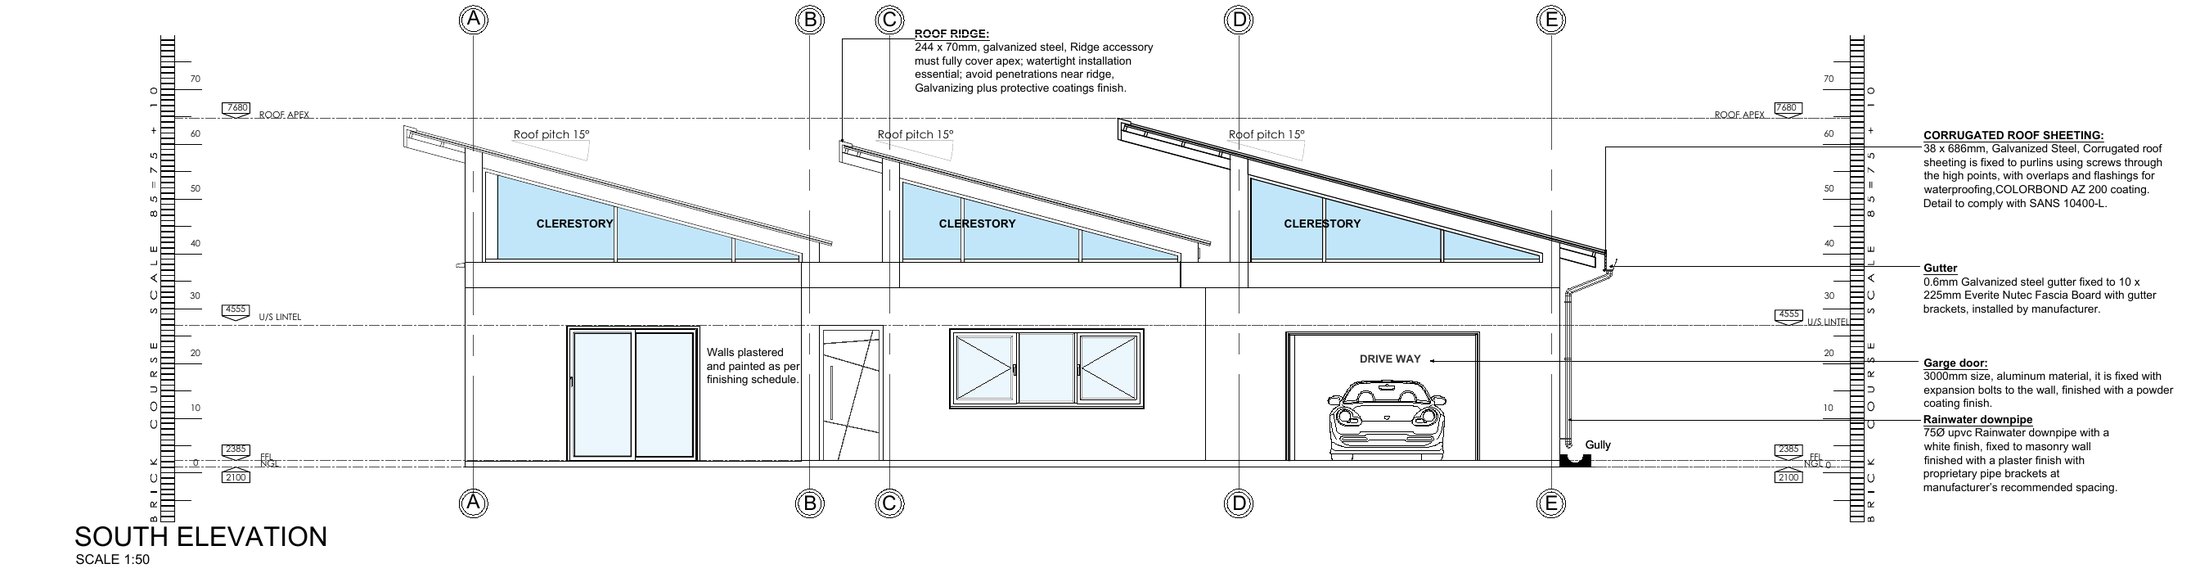 A
B
C
D
E
ROOF RIDGE:
244 x 70mm, galvanized steel, Ridge accessory
must fully cover apex; watertight installation
essential; avoid penetrations near ridge,
Galvanizing plus protective coatings finish.
70
60
50
40
30
20
10
0
BRICK COURSE SCALE 85=75 + 10
7680
ROOF APEX
4555
U/S LINTEL
2385
FFL
NGL
2100
Roof pitch 15°
Roof pitch 15°
Roof pitch 15°
CLERESTORY
CLERESTORY
CLERESTORY
Walls plastered
and painted as per
finishing schedule.
DRIVE WAY
Gully
7680
ROOF APEX
4555
U/S LINTEL
2385
FFL
NGL
2100
70
60
50
40
30
20
10
0
BRICK COURSE SCALE 85=75 + 10
CORRUGATED ROOF SHEETING:
38 x 686mm, Galvanized Steel, Corrugated roof
sheeting is fixed to purlins using screws through
the high points, with overlaps and flashings for
waterproofing,COLORBOND AZ 200 coating.
Detail to comply with SANS 10400-L.
Gutter
0.6mm Galvanized steel gutter fixed to 10 x
225mm Everite Nutec Fascia Board with gutter
brackets, installed by manufacturer.
Garge door:
3000mm size, aluminum material, it is fixed with
expansion bolts to the wall, finished with a powder
coating finish.
Rainwater downpipe
75Ø upvc Rainwater downpipe with a
white finish, fixed to masonry wall
finished with a plaster finish with
proprietary pipe brackets at
manufacturer's recommended spacing.
A
B
C
D
E
SOUTH ELEVATION
SCALE 1:50